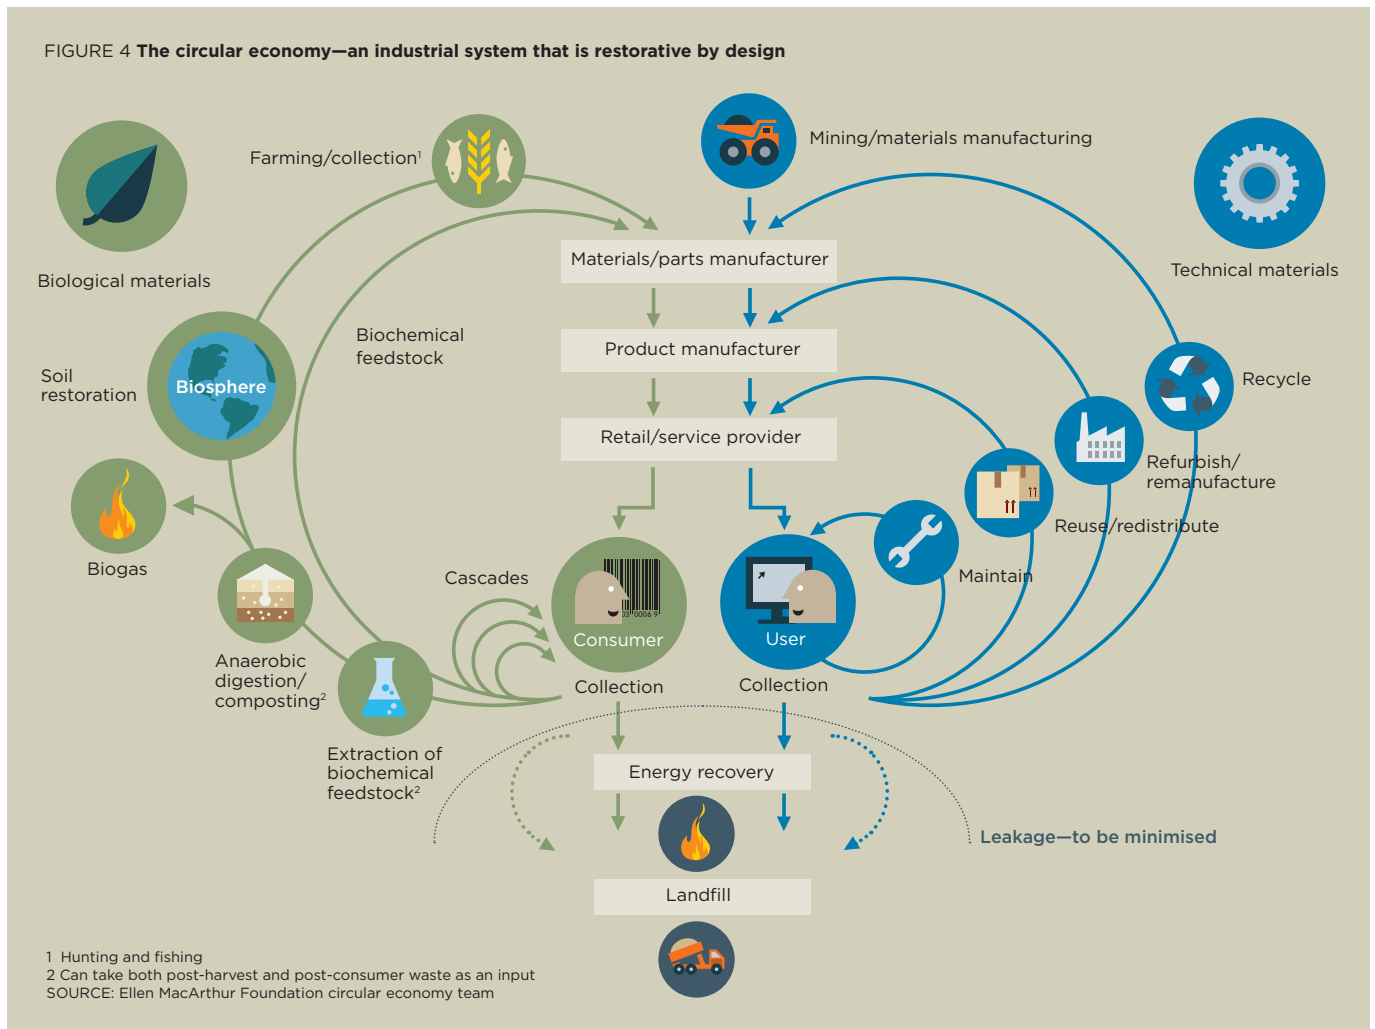 FIGURE 4 The circular economy—an industrial system that is restorative by design
Farming/collection¹
Mining/materials manufacturing
Biological materials
Technical materials
Materials/parts manufacturer
Biochemical
feedstock
Product manufacturer
Soil
restoration
Biosphere
Recycle
Retail/service provider
Refurbish/
remanufacture
Reuse/redistribute
Biogas
Cascades
Maintain
03 0006 9
Consumer
User
Anaerobic
digestion/
composting²
Collection
Collection
Extraction of
biochemical
feedstock²
Energy recovery
Leakage—to be minimised
Landfill
1 Hunting and fishing
2 Can take both post-harvest and post-consumer waste as an input
SOURCE: Ellen MacArthur Foundation circular economy team